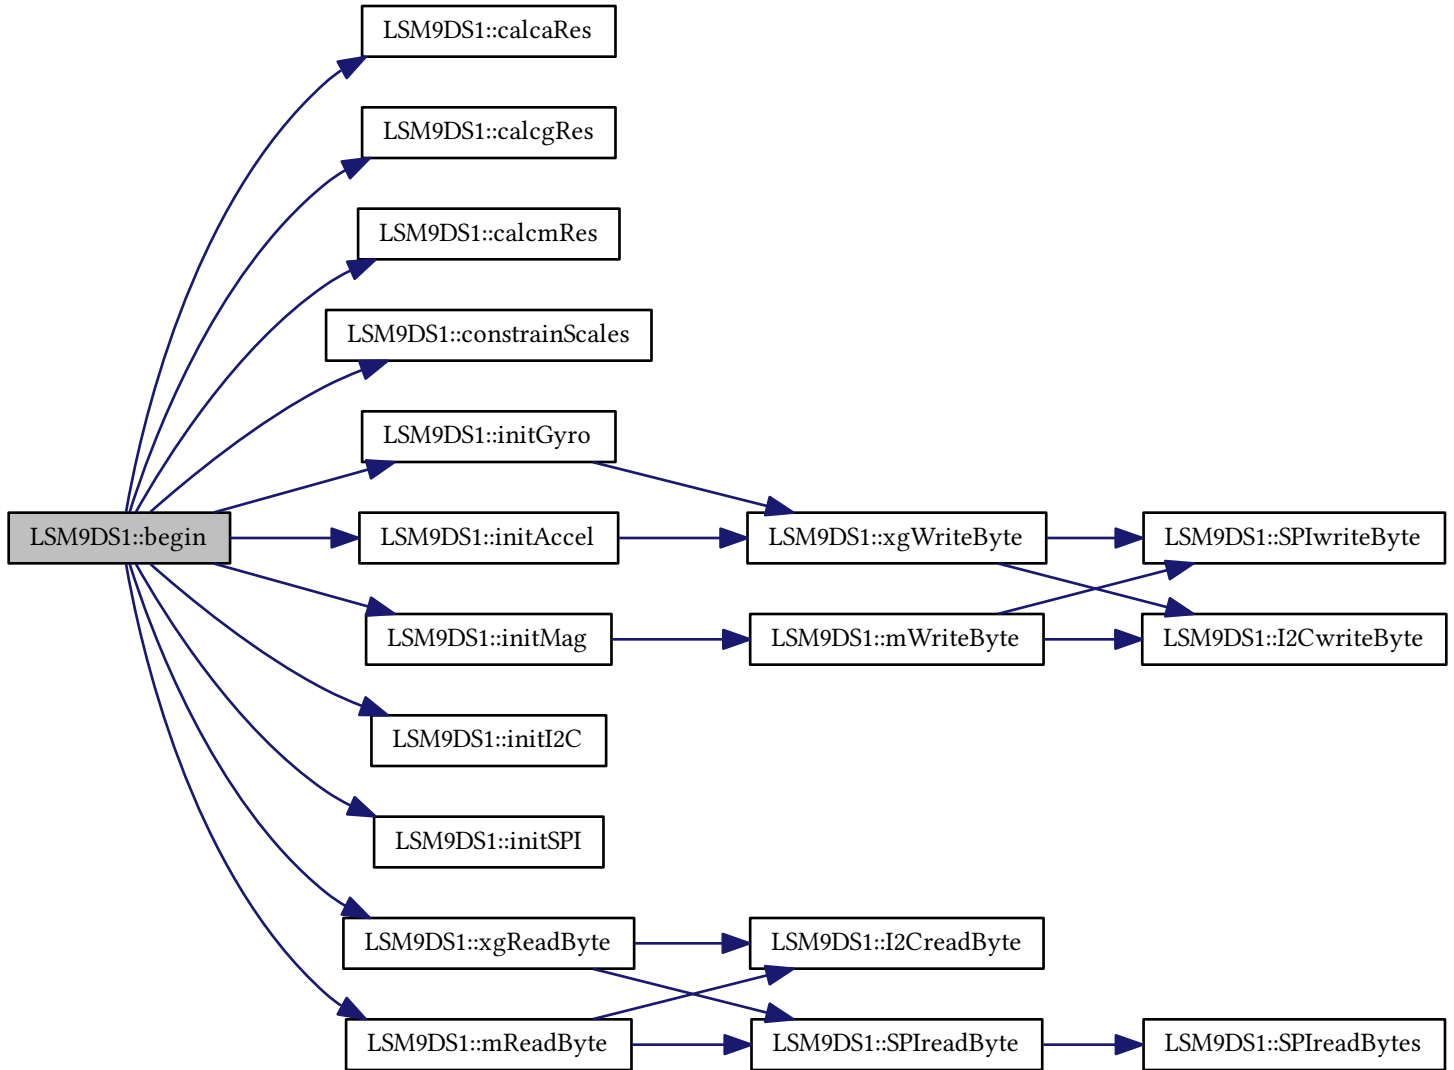 LSM9DS1::calcaRes
LSM9DS1::calcgRes
LSM9DS1::calcmRes
LSM9DS1::constrainScales
LSM9DS1::initGyro
LSM9DS1::begin
LSM9DS1::initAccel
LSM9DS1::xgWriteByte
LSM9DS1::SPIwriteByte
LSM9DS1::initMag
LSM9DS1::mWriteByte
LSM9DS1::I2CwriteByte
LSM9DS1::initI2C
LSM9DS1::initSPI
LSM9DS1::xgReadByte
LSM9DS1::I2CreadByte
LSM9DS1::mReadByte
LSM9DS1::SPIreadByte
LSM9DS1::SPIreadBytes